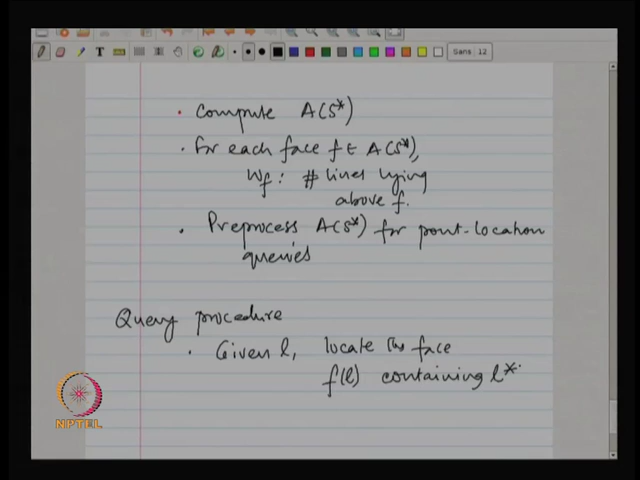 Sans 12
• Compute A(S*)
• For each face f ∈ A(S*),
W_f : # lines lying
above f.
• Preprocess A(S*) for point-location
queries
Query procedure
• Given l, locate the face
f(l) containing l*.
NPTEL